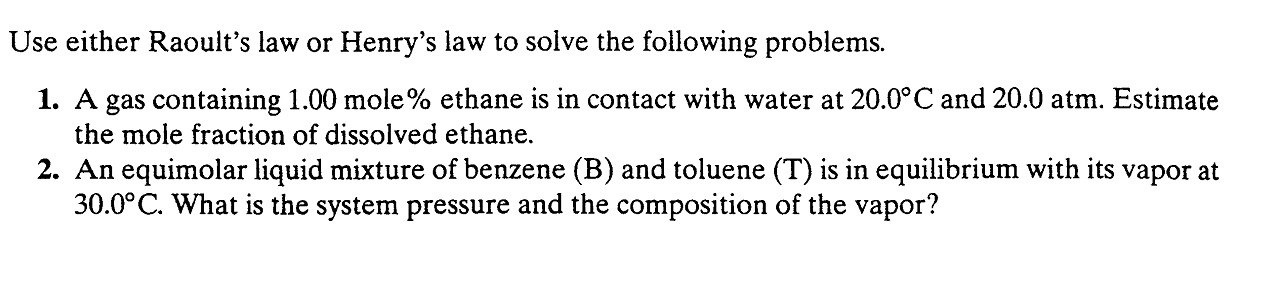 Use either Raoult's law or Henry's law to solve the following problems.
1. A gas containing 1.00 mole% ethane is in contact with water at 20.0°C and 20.0 atm. Estimate
the mole fraction of dissolved ethane.
2. An equimolar liquid mixture of benzene (B) and toluene (T) is in equilibrium with its vapor at
30.0°C. What is the system pressure and the composition of the vapor?